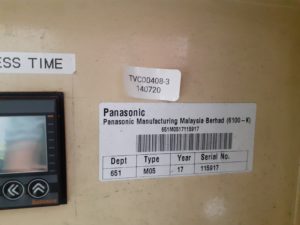 ESS TIME
TVC00408-3
140720
Panasonic
Panasonic Manufacturing Malaysia Berhad (6100-K)
651M0517115917
Dept Type Year Serial No.
651 M05 17 115917